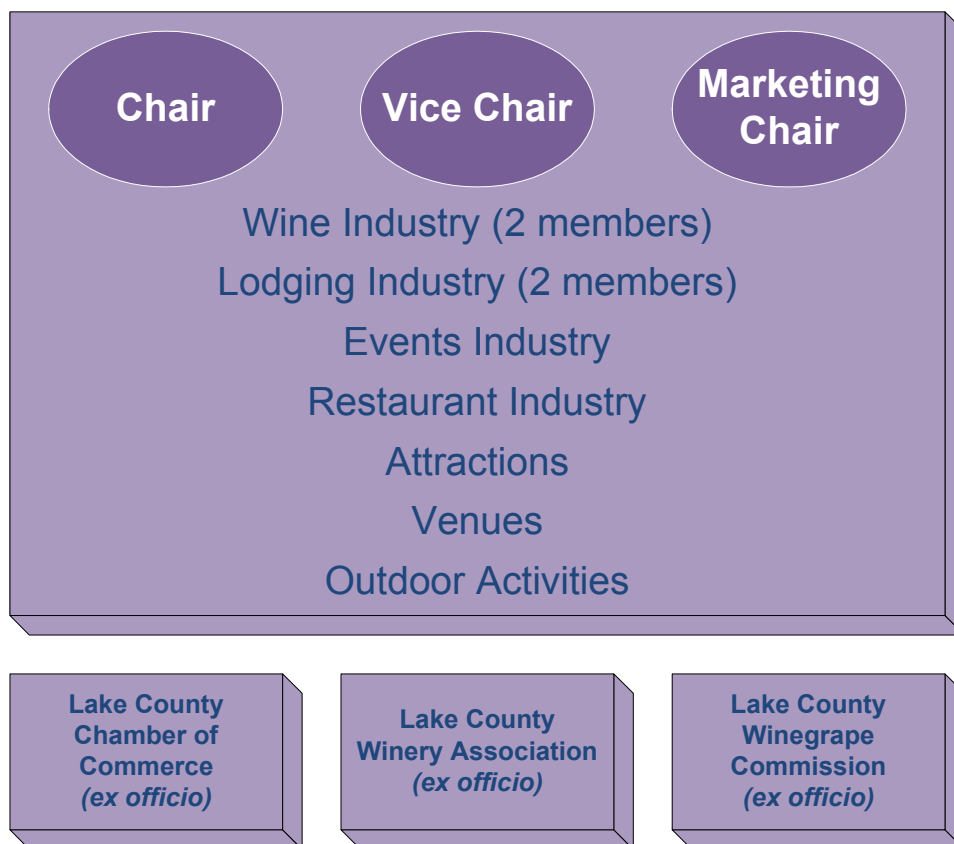 Chair
Vice Chair
Marketing
Chair
Wine Industry (2 members)
Lodging Industry (2 members)
Events Industry
Restaurant Industry
Attractions
Venues
Outdoor Activities
Lake County
Chamber of
Commerce
(ex officio)
Lake County
Winery Association
(ex officio)
Lake County
Winegrape
Commission
(ex officio)